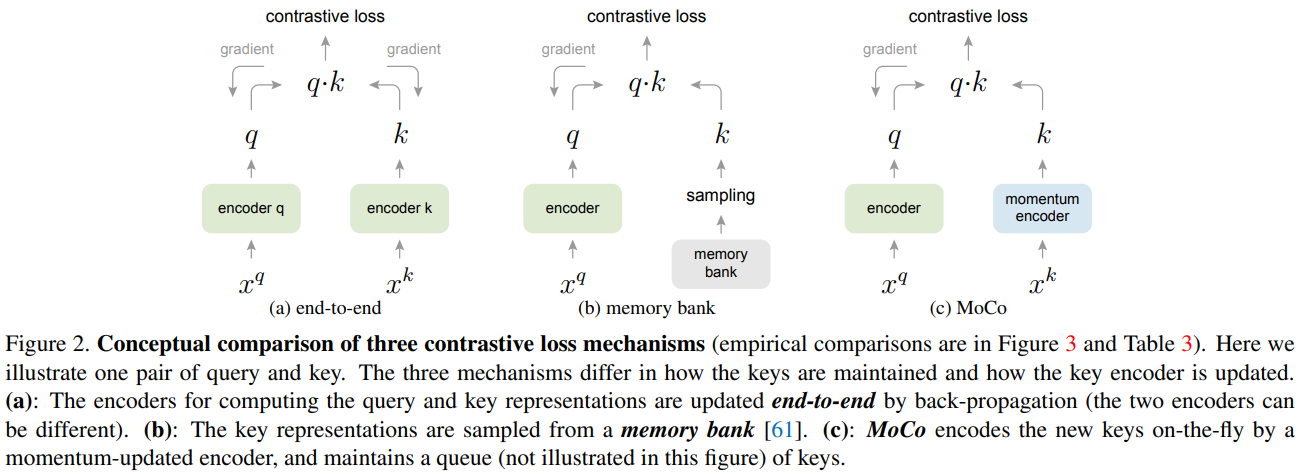 contrastive loss
gradient
gradient
q·k
q
k
encoder q
encoder k
x^q
x^k
(a) end-to-end
contrastive loss
gradient
q·k
q
k
encoder
sampling
memory
bank
x^q
(b) memory bank
contrastive loss
gradient
q·k
q
k
encoder
momentum
encoder
x^q
x^k
(c) MoCo
Figure 2. Conceptual comparison of three contrastive loss mechanisms (empirical comparisons are in Figure 3 and Table 3). Here we
illustrate one pair of query and key. The three mechanisms differ in how the keys are maintained and how the key encoder is updated.
(a): The encoders for computing the query and key representations are updated end-to-end by back-propagation (the two encoders can
be different). (b): The key representations are sampled from a memory bank [61]. (c): MoCo encodes the new keys on-the-fly by a
momentum-updated encoder, and maintains a queue (not illustrated in this figure) of keys.